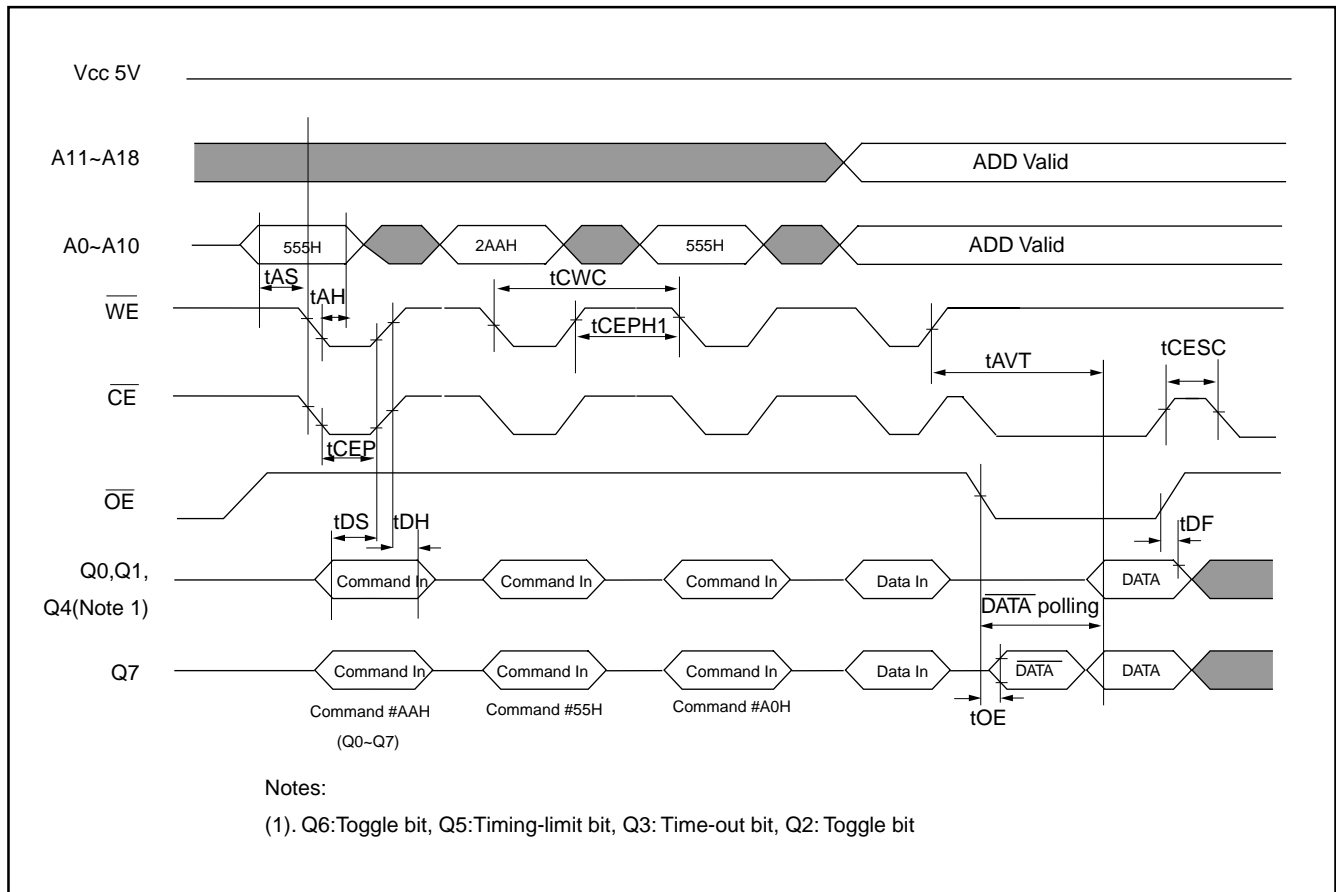 Vcc 5V
A11~A18
ADD Valid
A0~A10
555H
2AAH
555H
ADD Valid
tAS
tAH
tCWC
WE
tCEPH1
tAVT
tCESC
CE
tCEP
OE
tDS
tDH
tDF
Q0,Q1,
Q4(Note 1)
Command In
Command In
Command In
Data In
DATA
DATA polling
Q7
Command In
Command In
Command In
Data In
DATA
DATA
Command #AAH
(Q0~Q7)
Command #55H
Command #A0H
tOE
Notes:
(1). Q6:Toggle bit, Q5:Timing-limit bit, Q3: Time-out bit, Q2: Toggle bit